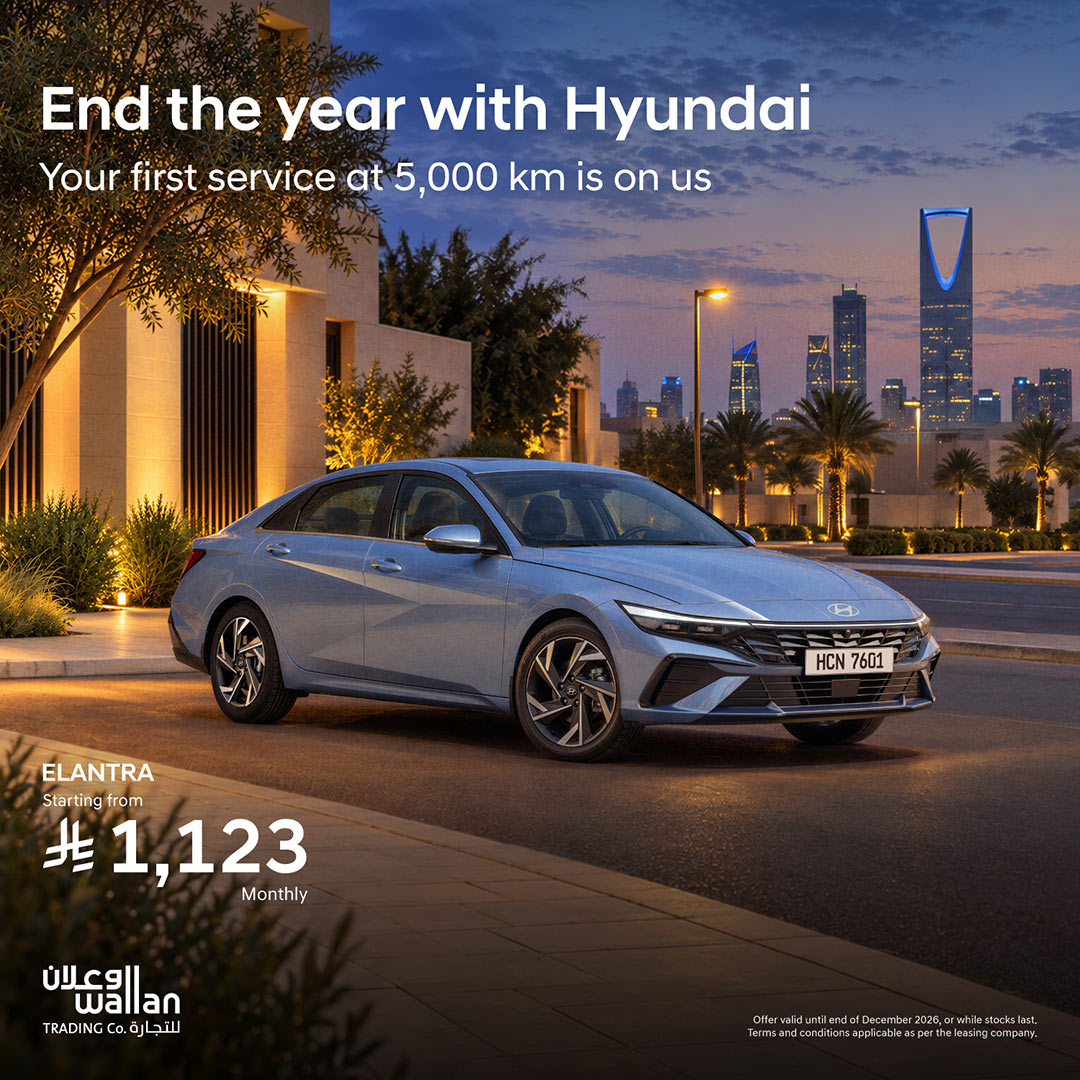 End the year with Hyundai
Your first service at 5,000 km is on us
HCN 7601
ELANTRA
Starting from
⃁ 1,123
Monthly
الوعلان
wallan
TRADING Co. للتجارة
Offer valid until end of December 2026, or while stocks last.
Terms and conditions applicable as per the leasing company.